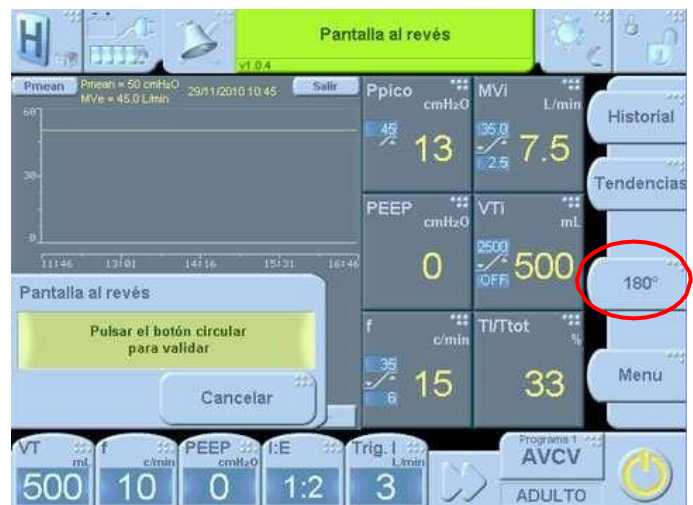 H
Pantalla al revés
v1.0.4
Pmean
Pmean = 50 cmH2O
MVe = 45.0 L/min
29/11/2010 10:45
Salir
60
30
0
11:46 13:01 14:16 15:31 16:46
Pantalla al revés
Pulsar el botón circular
para validar
Cancelar
Ppico
cmH2O
45
13
MVi
L/min
35.0
2.5
7.5
PEEP
cmH2O
0
VTi
mL
2500
OFF
500
f
c/min
35
6
15
TI/Ttot
%
33
Historial
Tendencias
180°
Menu
VT
mL
500
f
c/min
10
PEEP
cmH2O
0
I:E
1:2
Trig. I
L/min
3
Programa 1
AVCV
ADULTO